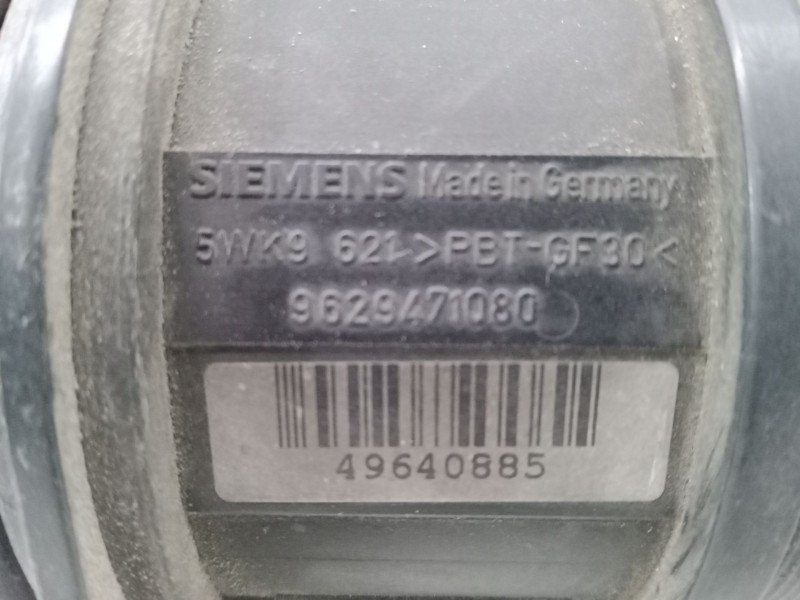 SIEMENS Made in Germany
5WK9 621 >PBT-GF30<
9629471080
49640885